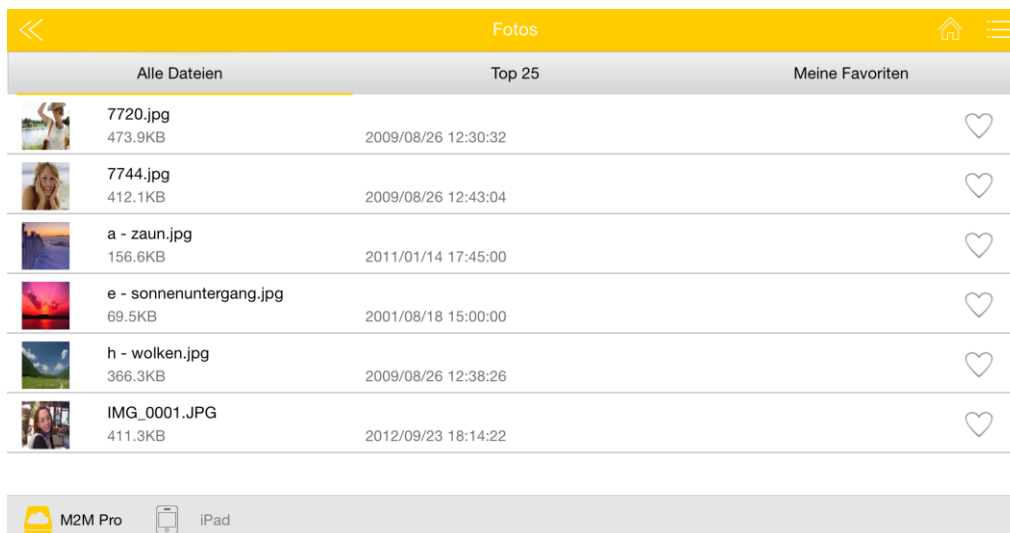 Fotos
Alle Dateien Top 25 Meine Favoriten
7720.jpg
473.9KB 2009/08/26 12:30:32
7744.jpg
412.1KB 2009/08/26 12:43:04
a - zaun.jpg
156.6KB 2011/01/14 17:45:00
e - sonnenuntergang.jpg
69.5KB 2001/08/18 15:00:00
h - wolken.jpg
366.3KB 2009/08/26 12:38:26
IMG_0001.JPG
411.3KB 2012/09/23 18:14:22
M2M Pro iPad